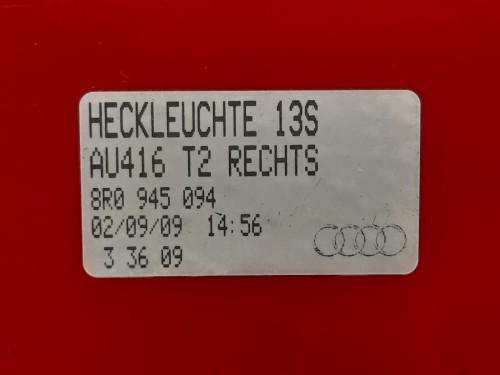 HECKLEUCHTE 13S
AU416 T2 RECHTS
8R0 945 094
02/09/09 14:56
3 36 09